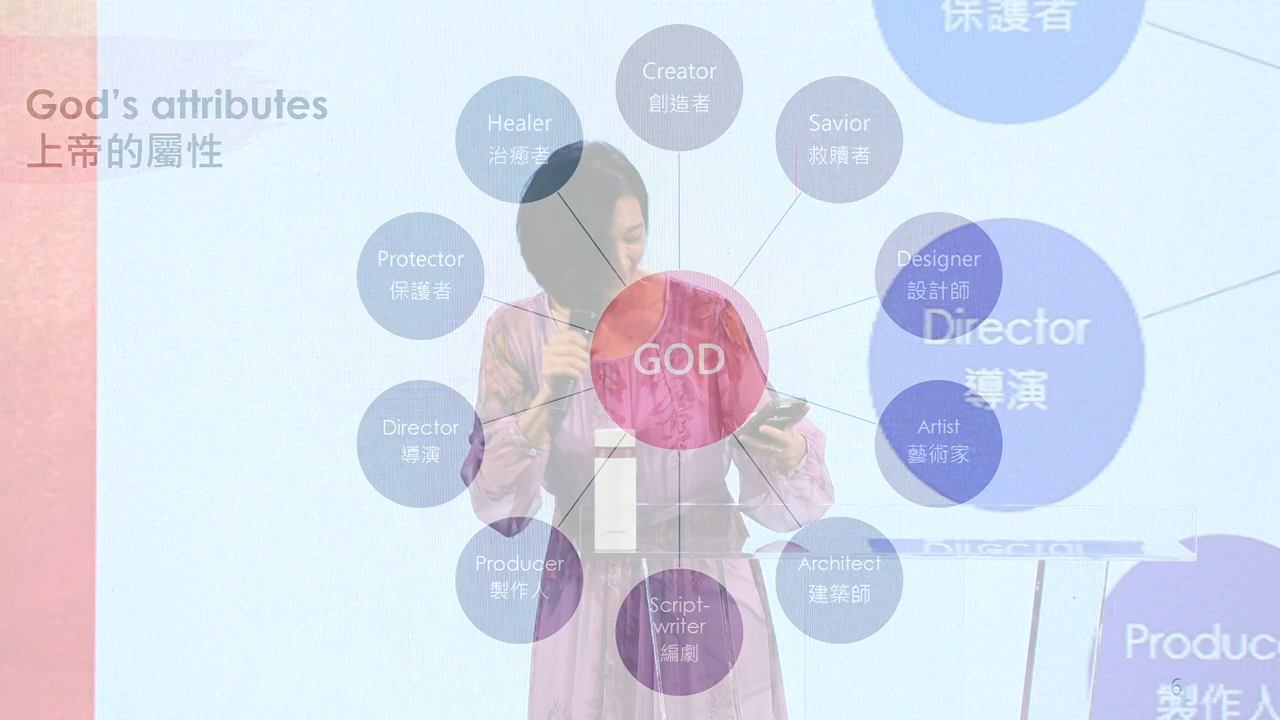 God's attributes
上帝的屬性
Creator
創造者
Savior
救贖者
Designer
設計師
Artist
藝術家
Architect
建築師
Script-
writer
編劇
Producer
製作人
Director
導演
Protector
保護者
Healer
治癒者
GOD
保護者
Director
導演
Produc
製作人
6